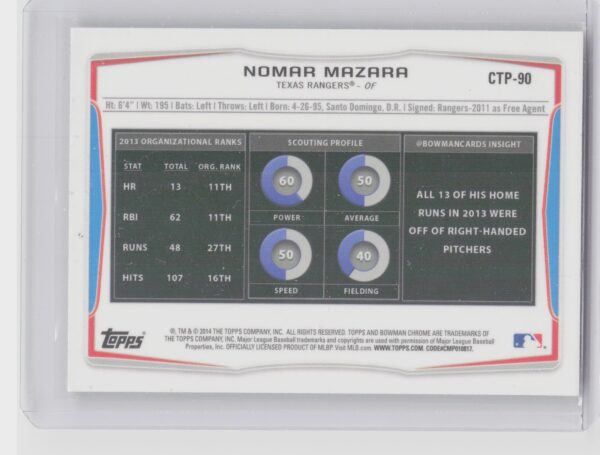 NOMAR MAZARA
CTP-90
TEXAS RANGERS® - OF
Ht: 6'4" | Wt: 195 | Bats: Left | Throws: Left | Born: 4-26-95, Santo Domingo, D.R. | Signed: Rangers-2011 as Free Agent
2013 ORGANIZATIONAL RANKS
STAT TOTAL ORG. RANK
HR 13 11TH
RBI 62 11TH
RUNS 48 27TH
HITS 107 16TH
SCOUTING PROFILE
60 50
POWER AVERAGE
50 40
SPEED FIELDING
@BOWMANCARDS INSIGHT
ALL 13 OF HIS HOME
RUNS IN 2013 WERE
OFF OF RIGHT-HANDED
PITCHERS
Topps
®, TM & © 2014 THE TOPPS COMPANY, INC. ALL RIGHTS RESERVED. TOPPS AND BOWMAN CHROME ARE TRADEMARKS OF
THE TOPPS COMPANY, INC. Major League Baseball trademarks and copyrights are used with permission of Major League Baseball
Properties, Inc. OFFICIALLY LICENSED PRODUCT OF MLBP. Visit MLB.com. WWW.TOPPS.COM. CODE#CMP010817.